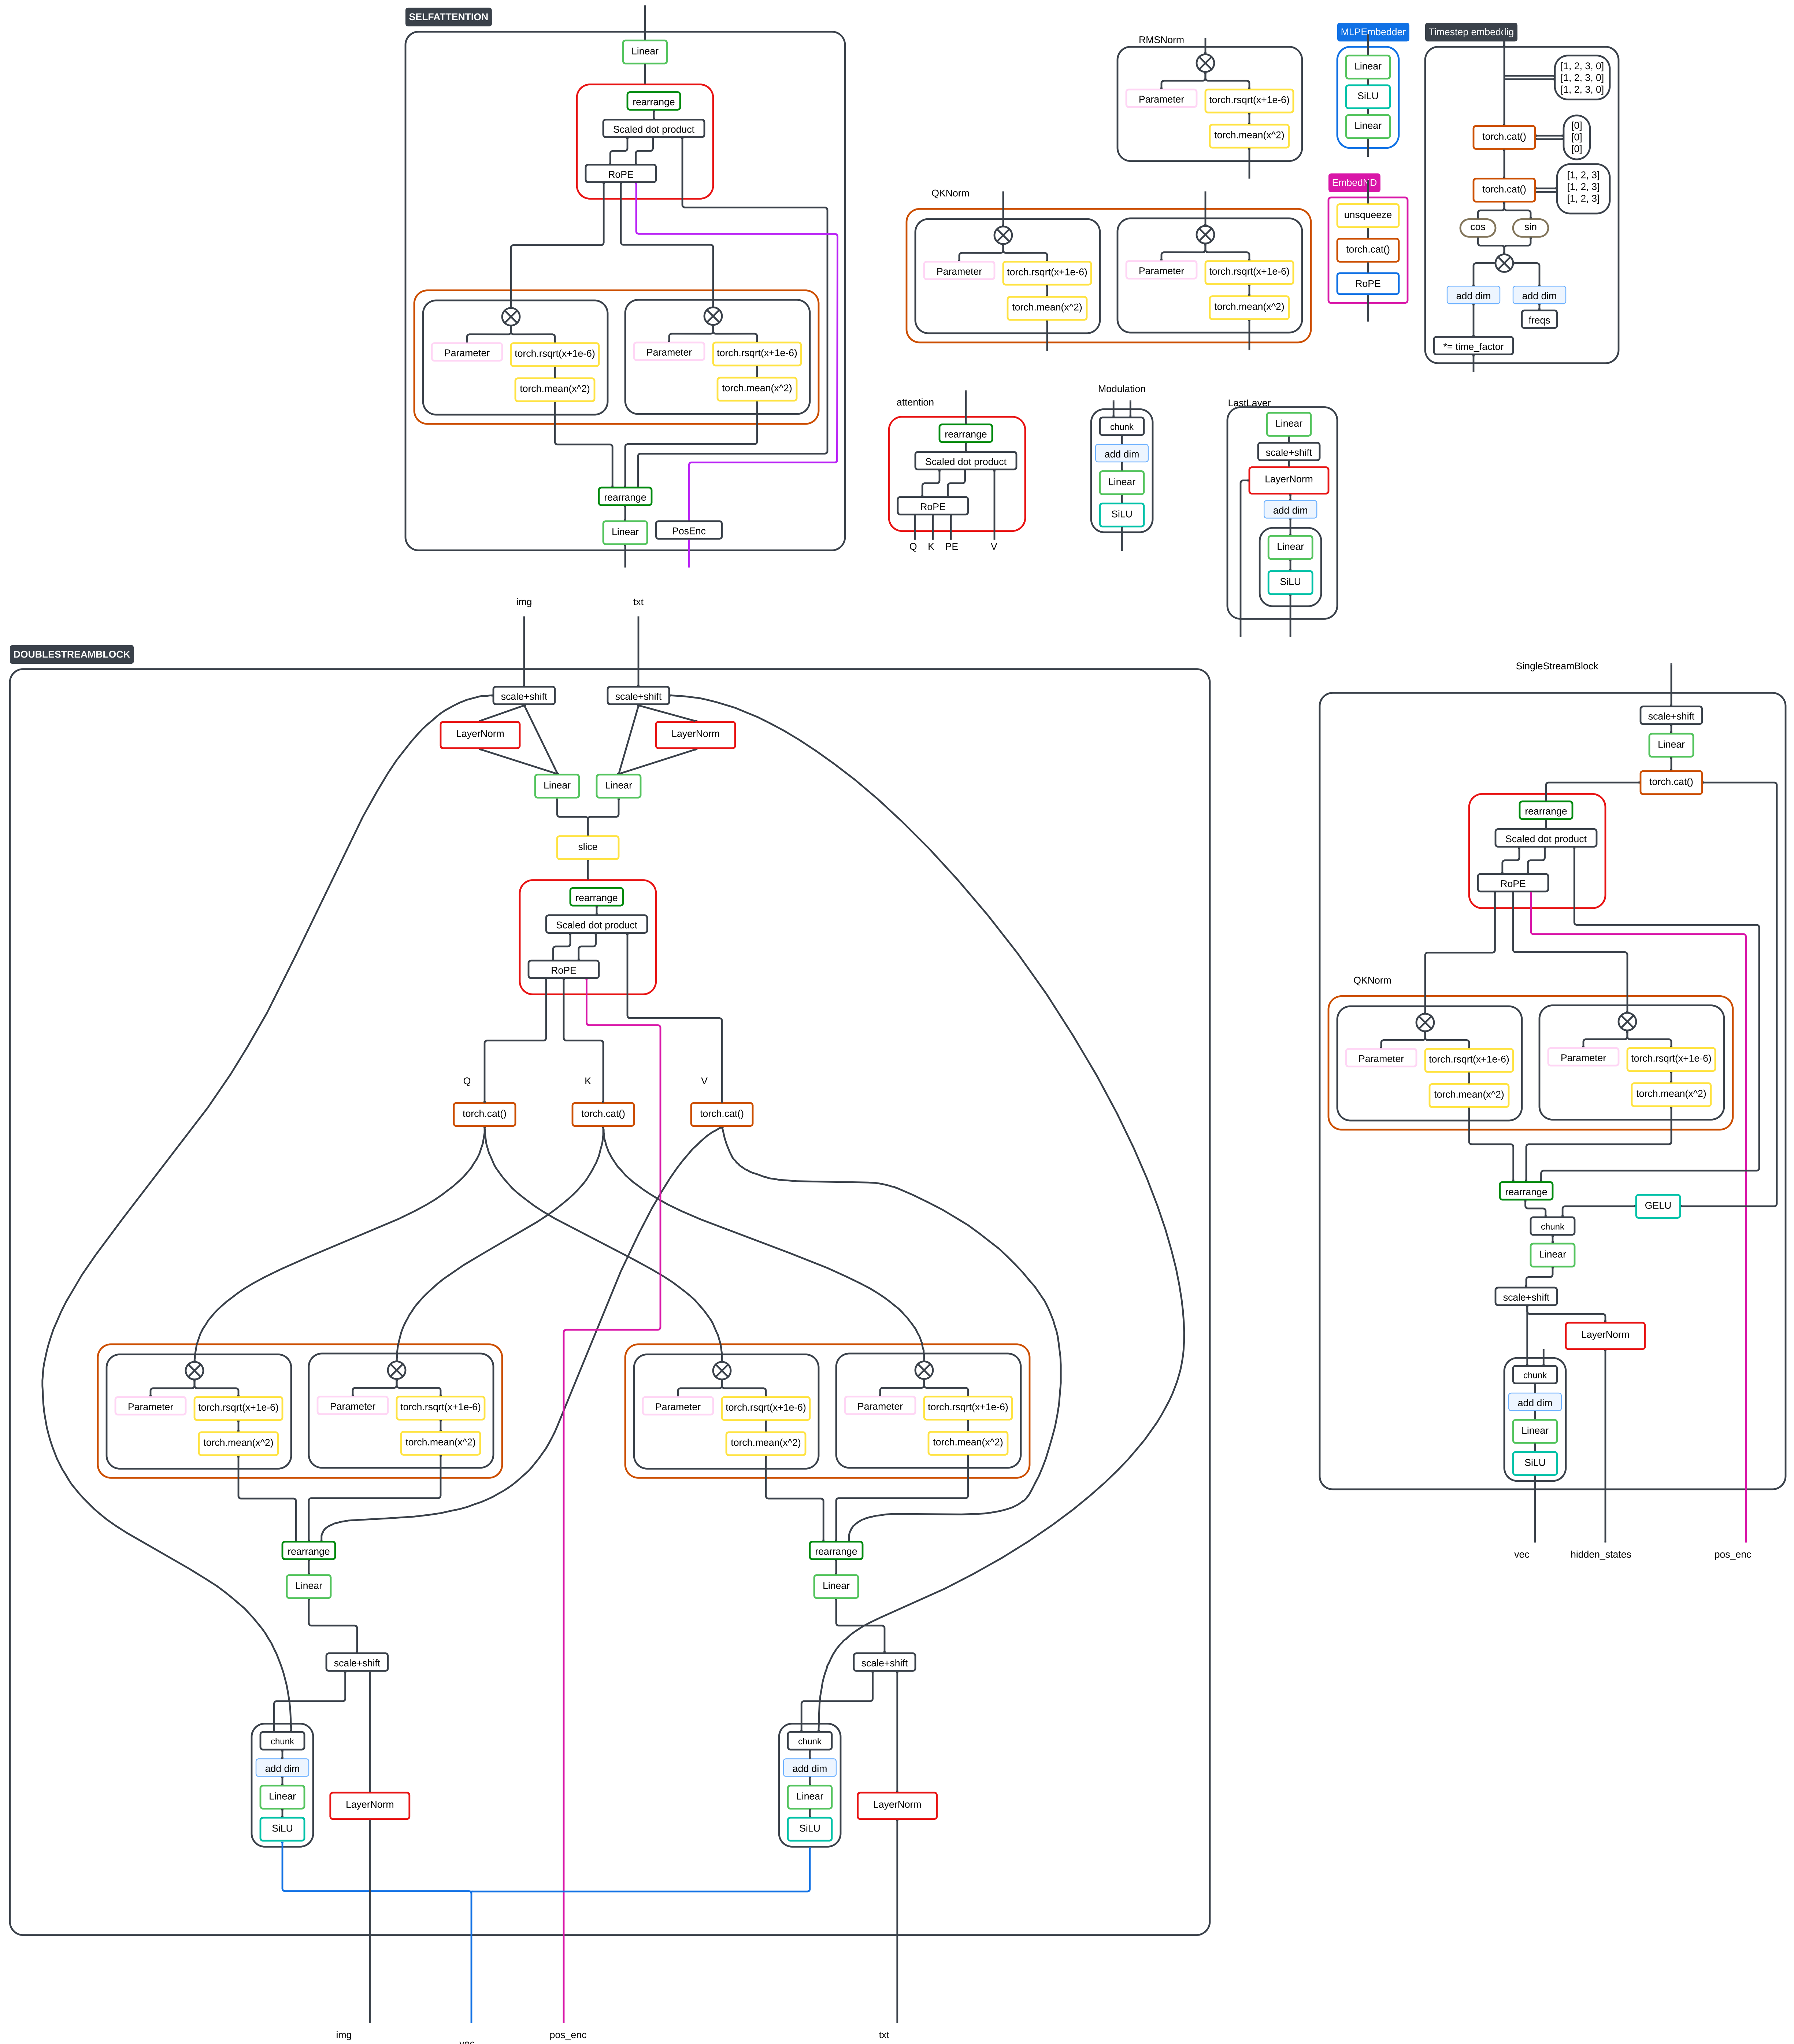 SELFATTENTION
Linear
rearrange
Scaled dot product
RoPE
Parameter
torch.rsqrt(x+1e-6)
torch.mean(x^2)
Parameter
torch.rsqrt(x+1e-6)
torch.mean(x^2)
rearrange
Linear
PosEnc
RMSNorm
Parameter
torch.rsqrt(x+1e-6)
torch.mean(x^2)
MLPEmbedder
Linear
SiLU
Linear
Timestep embeddig
[1, 2, 3, 0]
[1, 2, 3, 0]
[1, 2, 3, 0]
torch.cat()
[0]
[0]
[0]
torch.cat()
[1, 2, 3]
[1, 2, 3]
[1, 2, 3]
cos
sin
add dim
add dim
freqs
*= time_factor
QKNorm
Parameter
torch.rsqrt(x+1e-6)
torch.mean(x^2)
Parameter
torch.rsqrt(x+1e-6)
torch.mean(x^2)
EmbedND
unsqueeze
torch.cat()
RoPE
attention
rearrange
Scaled dot product
RoPE
Q
K
PE
V
Modulation
chunk
add dim
Linear
SiLU
LastLayer
Linear
scale+shift
LayerNorm
add dim
Linear
SiLU
img
txt
DOUBLESTREAMBLOCK
scale+shift
scale+shift
LayerNorm
LayerNorm
Linear
Linear
slice
rearrange
Scaled dot product
RoPE
Q
K
V
torch.cat()
torch.cat()
torch.cat()
Parameter
torch.rsqrt(x+1e-6)
torch.mean(x^2)
Parameter
torch.rsqrt(x+1e-6)
torch.mean(x^2)
Parameter
torch.rsqrt(x+1e-6)
torch.mean(x^2)
Parameter
torch.rsqrt(x+1e-6)
torch.mean(x^2)
rearrange
rearrange
Linear
Linear
scale+shift
scale+shift
chunk
add dim
Linear
SiLU
LayerNorm
chunk
add dim
Linear
SiLU
LayerNorm
img
vec
pos_enc
txt
SingleStreamBlock
scale+shift
Linear
torch.cat()
rearrange
Scaled dot product
RoPE
QKNorm
Parameter
torch.rsqrt(x+1e-6)
torch.mean(x^2)
Parameter
torch.rsqrt(x+1e-6)
torch.mean(x^2)
rearrange
GELU
chunk
Linear
scale+shift
LayerNorm
chunk
add dim
Linear
SiLU
vec
hidden_states
pos_enc